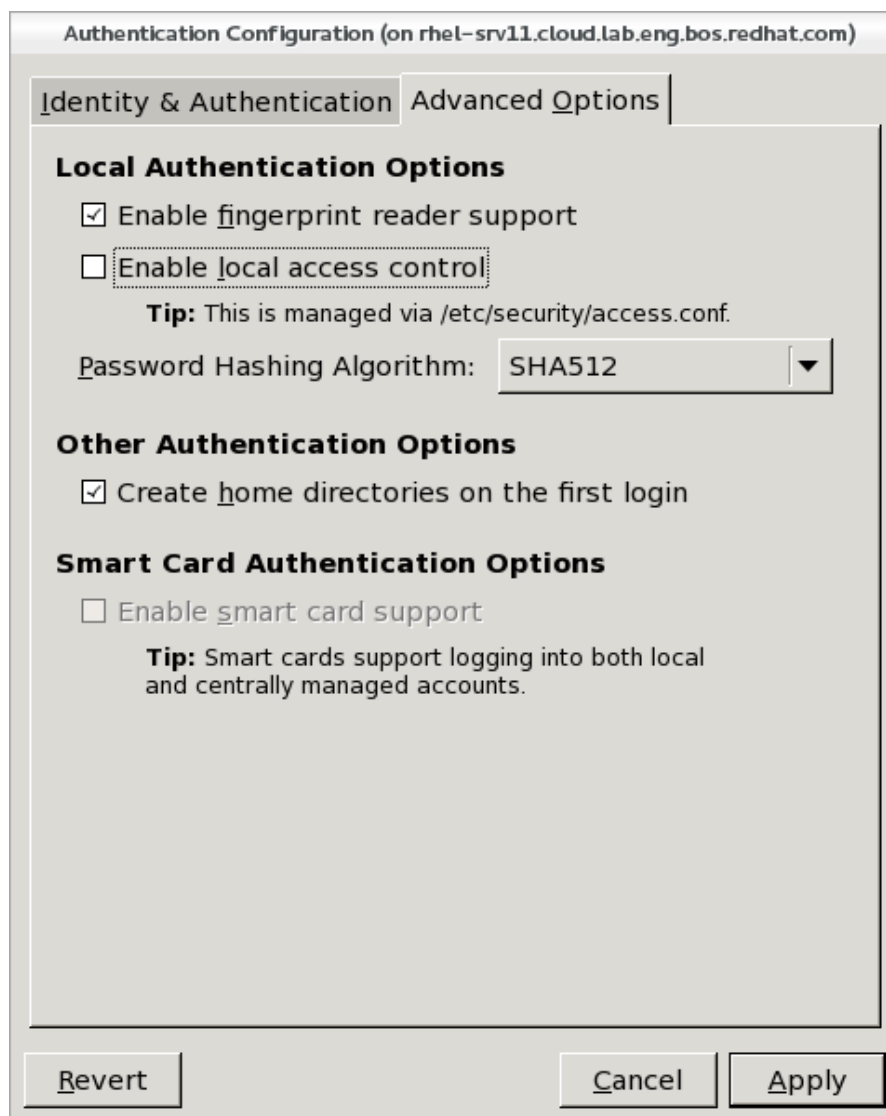 Authentication Configuration (on rhel-srv11.cloud.lab.eng.bos.redhat.com)
Identity & Authentication
Advanced Options
Local Authentication Options
Enable fingerprint reader support
Enable local access control
Tip: This is managed via /etc/security/access.conf.
Password Hashing Algorithm: SHA512
Other Authentication Options
Create home directories on the first login
Smart Card Authentication Options
Enable smart card support
Tip: Smart cards support logging into both local
and centrally managed accounts.
Revert
Cancel
Apply